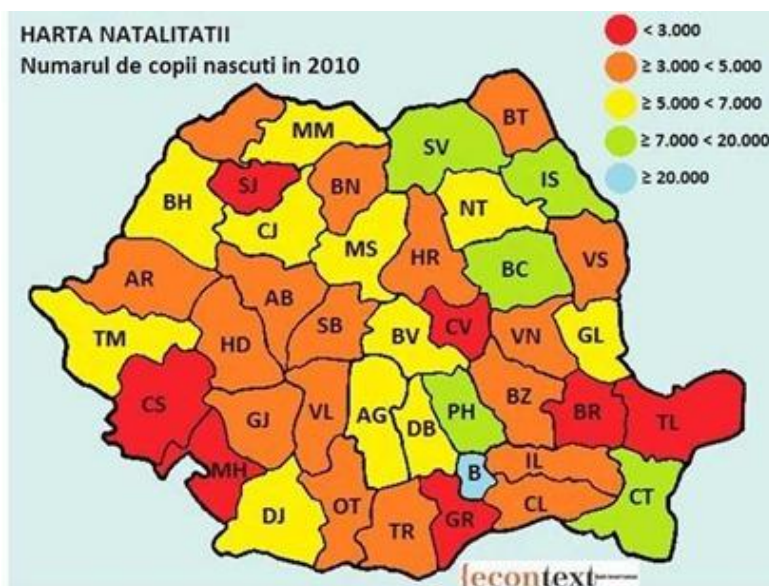 HARTA NATALITATII
Numarul de copii nascuti in 2010
< 3.000
≥ 3.000 < 5.000
≥ 5.000 < 7.000
≥ 7.000 < 20.000
≥ 20.000
MM
SV
BT
SJ
BN
IS
BH
CJ
NT
MS
HR
BC
VS
AR
AB
TM
HD
SB
BV
CV
VN
GL
CS
GJ
VL
AG
DB
PH
BZ
BR
TL
MH
B
IL
CT
DJ
OT
TR
GR
CL
{econtext